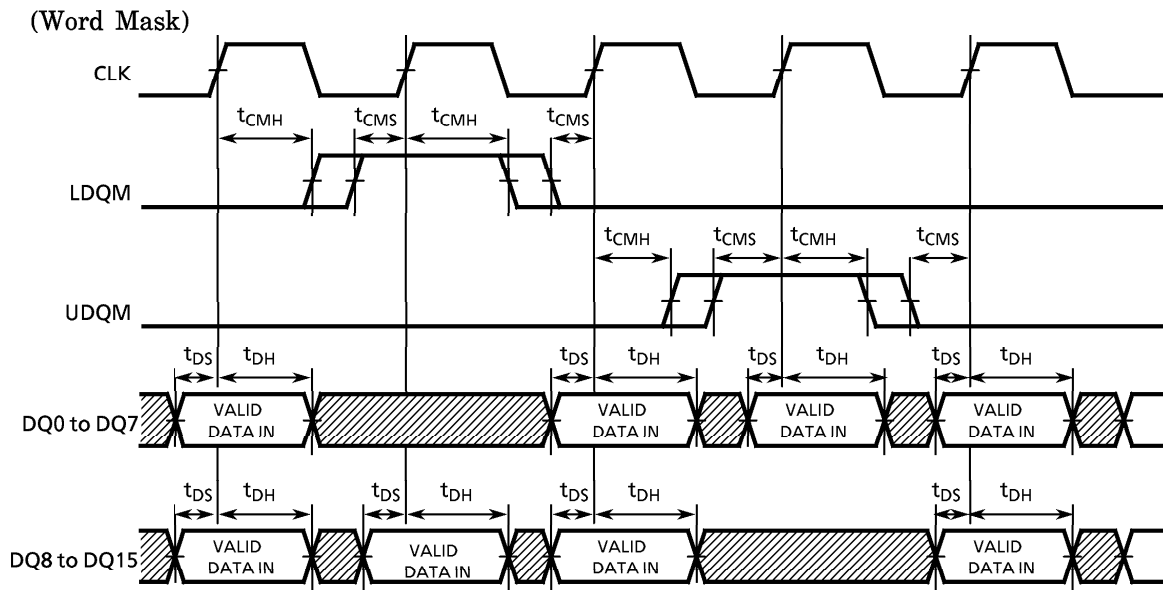 (Word Mask)
CLK
tCMH tCMS tCMH tCMS
LDQM
tCMH tCMS tCMH tCMS
UDQM
tDS tDH tDS tDH tDS tDH tDS tDH
DQ0 to DQ7
VALID DATA IN
VALID DATA IN
VALID DATA IN
VALID DATA IN
tDS tDH tDS tDH tDS tDH tDS tDH
DQ8 to DQ15
VALID DATA IN
VALID DATA IN
VALID DATA IN
VALID DATA IN